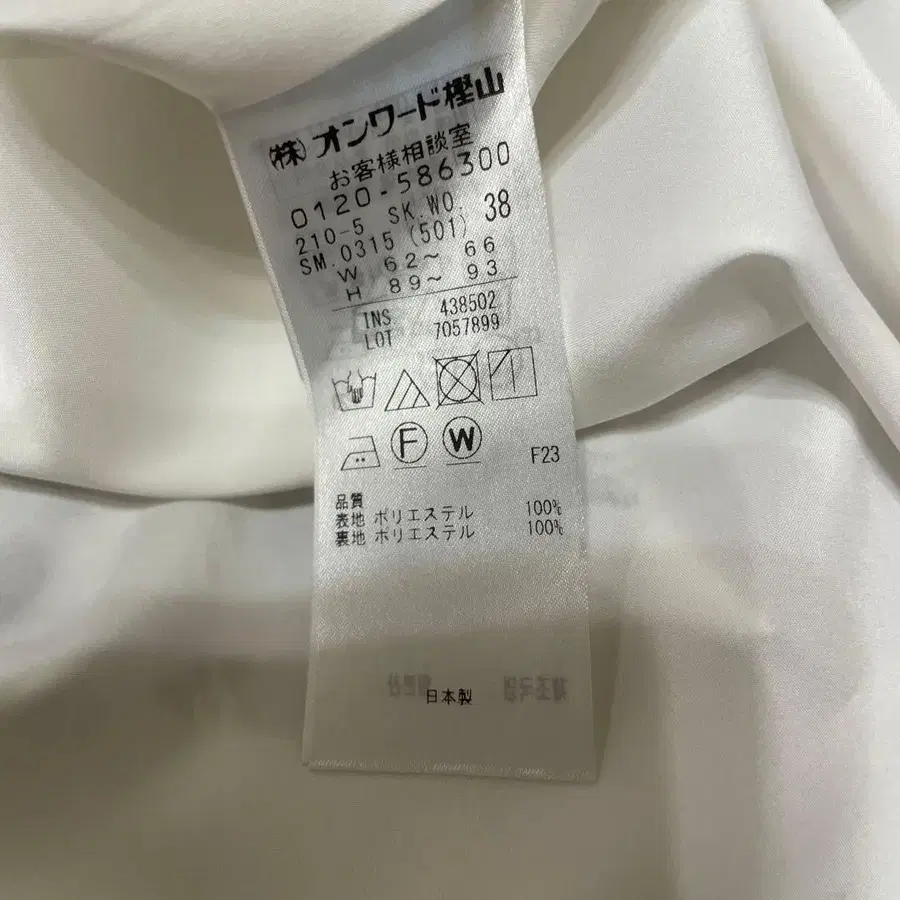 ㈱オンワード樫山
お客様相談室
0120-586300
210-5 SK.WO. 38
SM.0315 (501)
W 62～ 66
H 89～ 93
INS 438502
LOT 7057899
F W
F23
品質
表地 ポリエステル 100%
裏地 ポリエステル 100%
日本製